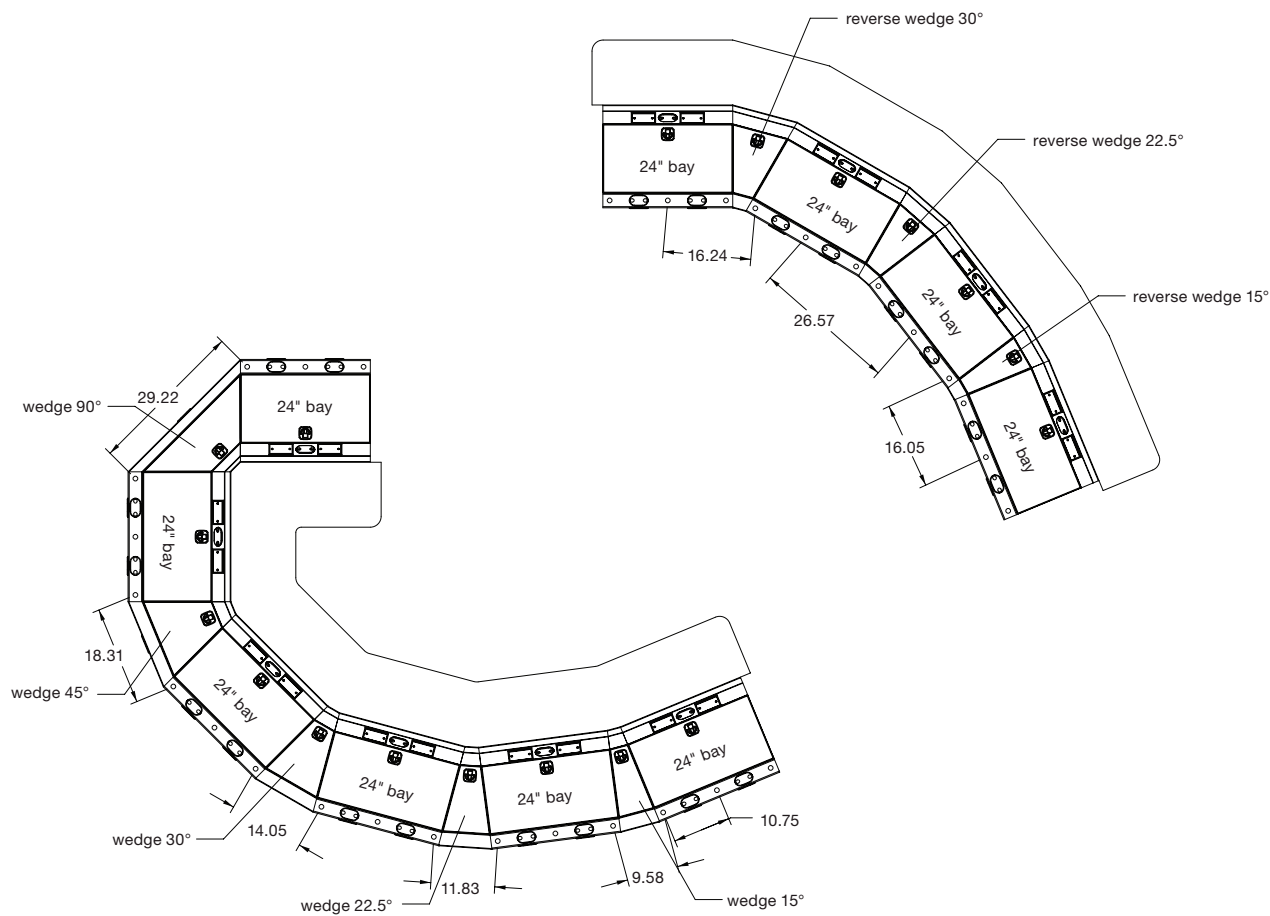 reverse wedge 30°
reverse wedge 22.5°
24" bay
24" bay
16.24
reverse wedge 15°
24" bay
26.57
29.22
wedge 90°
24" bay
24" bay
16.05
24" bay
18.31
wedge 45°
24" bay
24" bay
24" bay
24" bay
wedge 30°
14.05
10.75
11.83
9.58
wedge 22.5°
wedge 15°